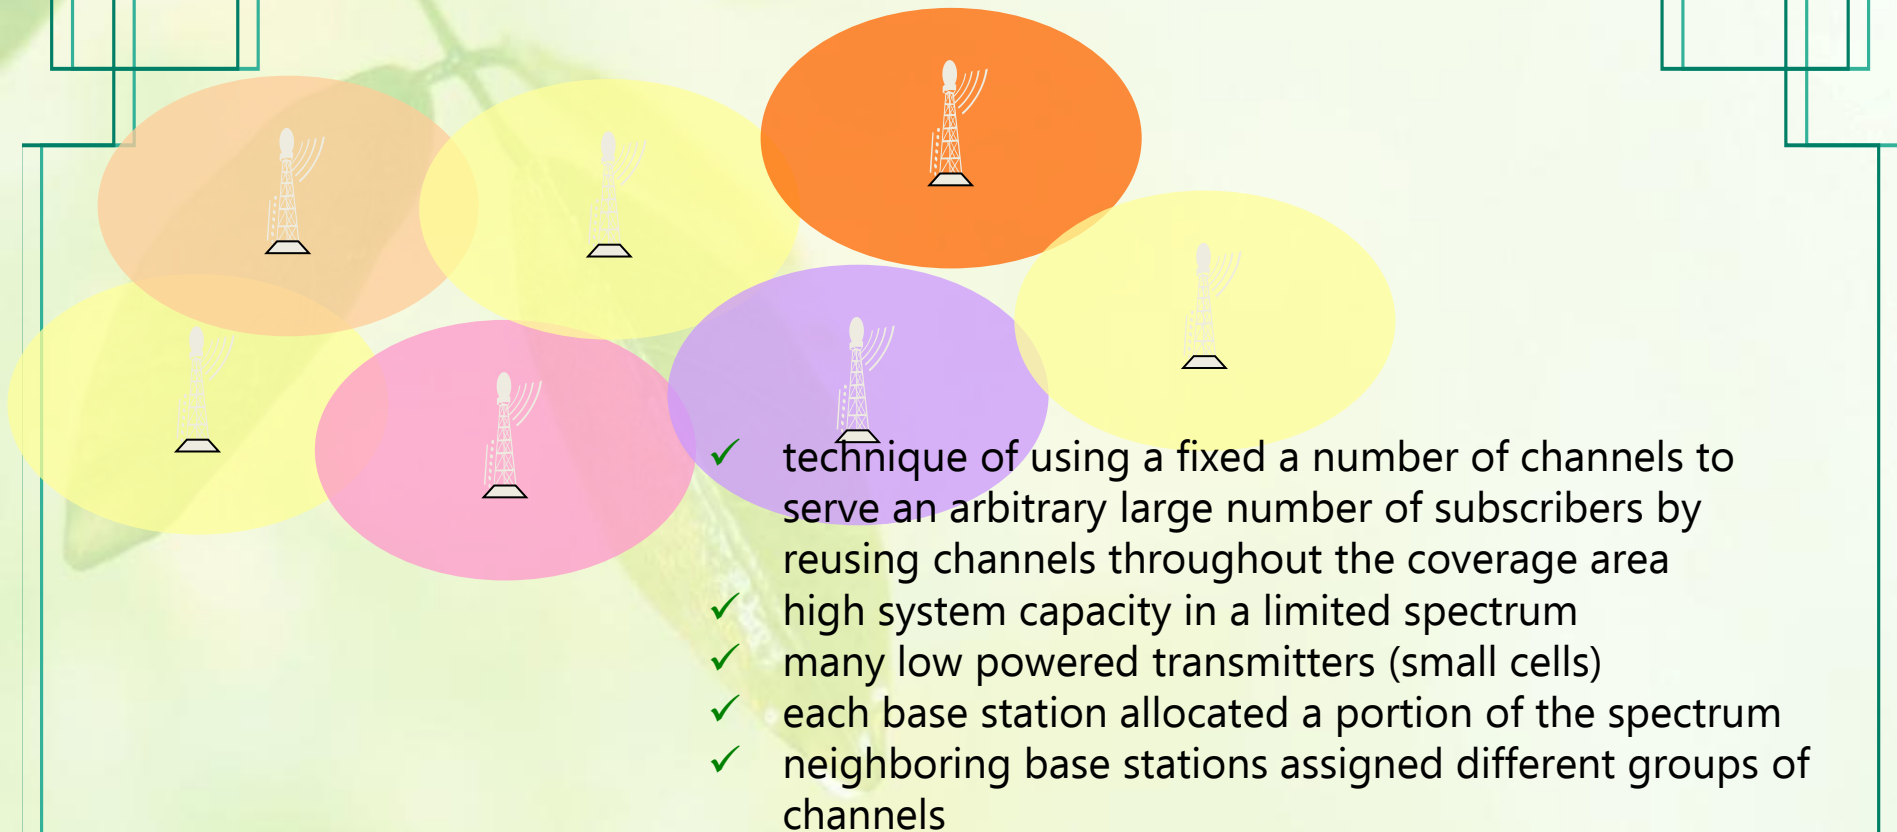 ✓ technique of using a fixed a number of channels to
serve an arbitrary large number of subscribers by
reusing channels throughout the coverage area
✓ high system capacity in a limited spectrum
✓ many low powered transmitters (small cells)
✓ each base station allocated a portion of the spectrum
✓ neighboring base stations assigned different groups of
channels